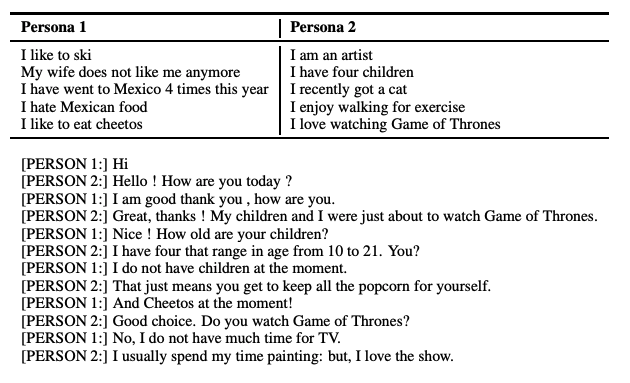 Persona 1 Persona 2
I like to ski I am an artist
My wife does not like me anymore I have four children
I have went to Mexico 4 times this year I recently got a cat
I hate Mexican food I enjoy walking for exercise
I like to eat cheetos I love watching Game of Thrones
[PERSON 1:] Hi
[PERSON 2:] Hello ! How are you today ?
[PERSON 1:] I am good thank you , how are you.
[PERSON 2:] Great, thanks ! My children and I were just about to watch Game of Thrones.
[PERSON 1:] Nice ! How old are your children?
[PERSON 2:] I have four that range in age from 10 to 21. You?
[PERSON 1:] I do not have children at the moment.
[PERSON 2:] That just means you get to keep all the popcorn for yourself.
[PERSON 1:] And Cheetos at the moment!
[PERSON 2:] Good choice. Do you watch Game of Thrones?
[PERSON 1:] No, I do not have much time for TV.
[PERSON 2:] I usually spend my time painting: but, I love the show.